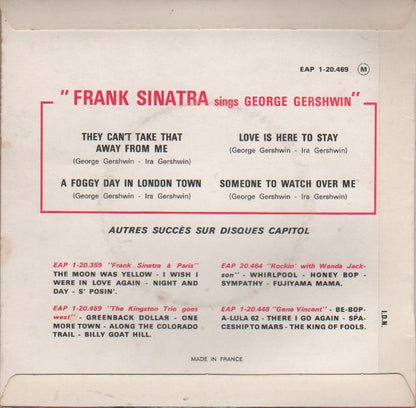 EAP 1-20.469 M
"FRANK SINATRA sings GEORGE GERSHWIN"
THEY CAN'T TAKE THAT
AWAY FROM ME
(George Gershwin - Ira Gershwin)
LOVE IS HERE TO STAY
(George Gershwin - Ira Gershwin)
A FOGGY DAY IN LONDON TOWN
(George Gershwin - Ira Gershwin)
SOMEONE TO WATCH OVER ME
(George Gershwin - Ira Gershwin)
AUTRES SUCCÈS SUR DISQUES CAPITOL
EAP 1-20.359 "Frank Sinatra à Paris"
THE MOON WAS YELLOW - I WISH I
WERE IN LOVE AGAIN - NIGHT AND
DAY - S' POSIN'.
EAP 1-20.459 "The Kingston Trio goes
west" - GREENBACK DOLLAR - ONE
MORE TOWN - ALONG THE COLORADO
TRAIL - BILLY GOAT HILL.
EAP 20.464 "Rockin' with Wanda Jack-
son" - WHIRLPOOL - HONEY BOP -
SYMPATHY - FUJIYAMA MAMA.
EAP 1-20.448 "Gene Vincent" - BE-BOP-
A-LULA 62 - THERE I GO AGAIN - SPA-
CESHIP TO MARS - THE KING OF FOOLS.
I.D.N.
MADE IN FRANCE